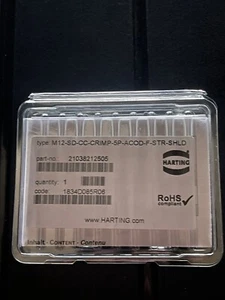 type: M12-SD-CC-CRIMP-5P-ACOD-F-STR-SHLD
part-no: 21038212505
HARTING
quantity: 1
code: 1834D085R06
RoHS
compliant
www.HARTING.com
Inhalt · Content · Contenu